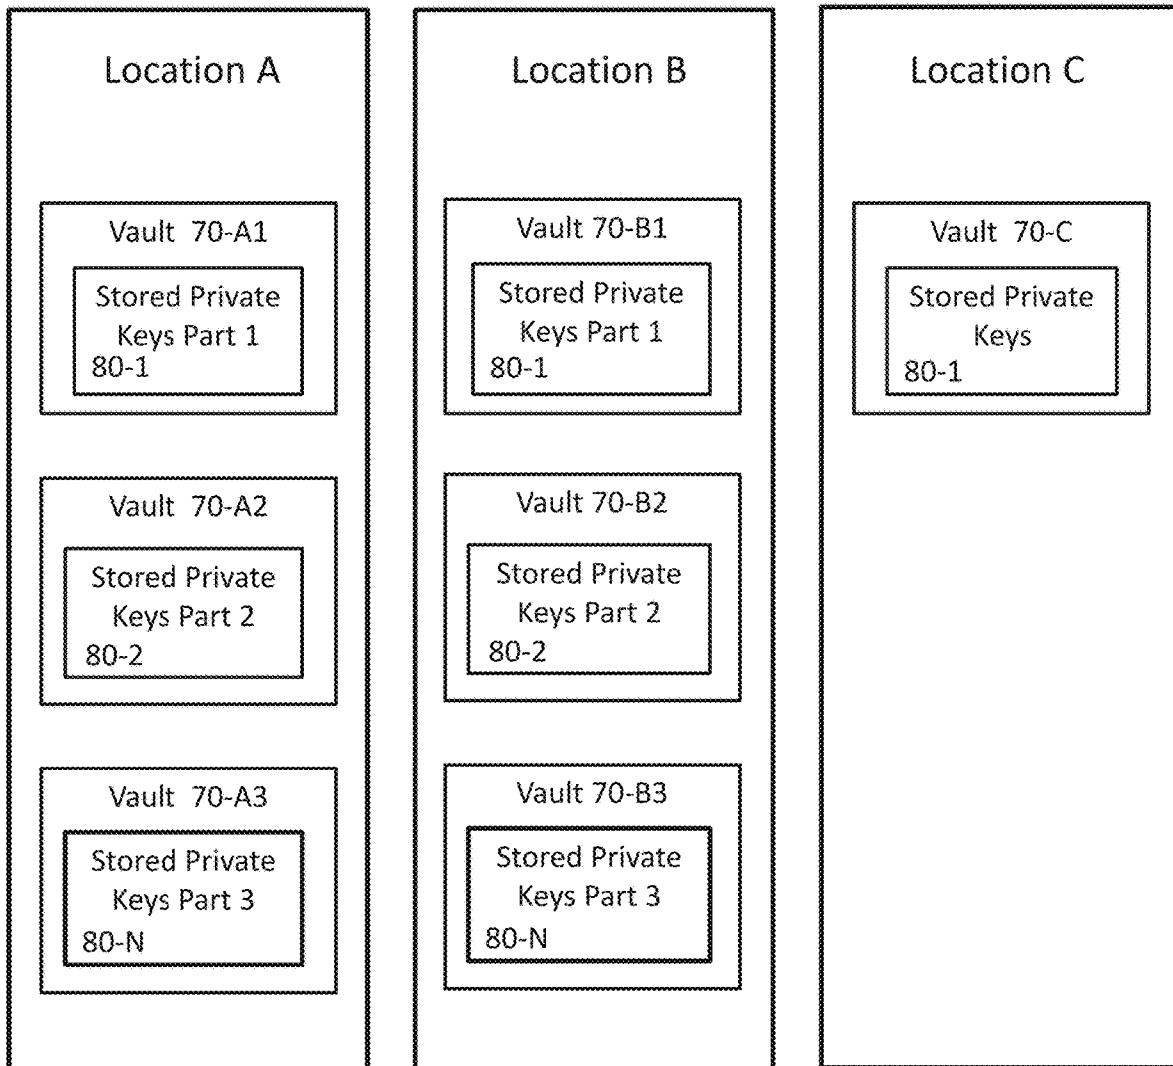 Location A
Vault 70-A1
Stored Private
Keys Part 1
80-1
Vault 70-A2
Stored Private
Keys Part 2
80-2
Vault 70-A3
Stored Private
Keys Part 3
80-N
Location B
Vault 70-B1
Stored Private
Keys Part 1
80-1
Vault 70-B2
Stored Private
Keys Part 2
80-2
Vault 70-B3
Stored Private
Keys Part 3
80-N
Location C
Vault 70-C
Stored Private
Keys
80-1